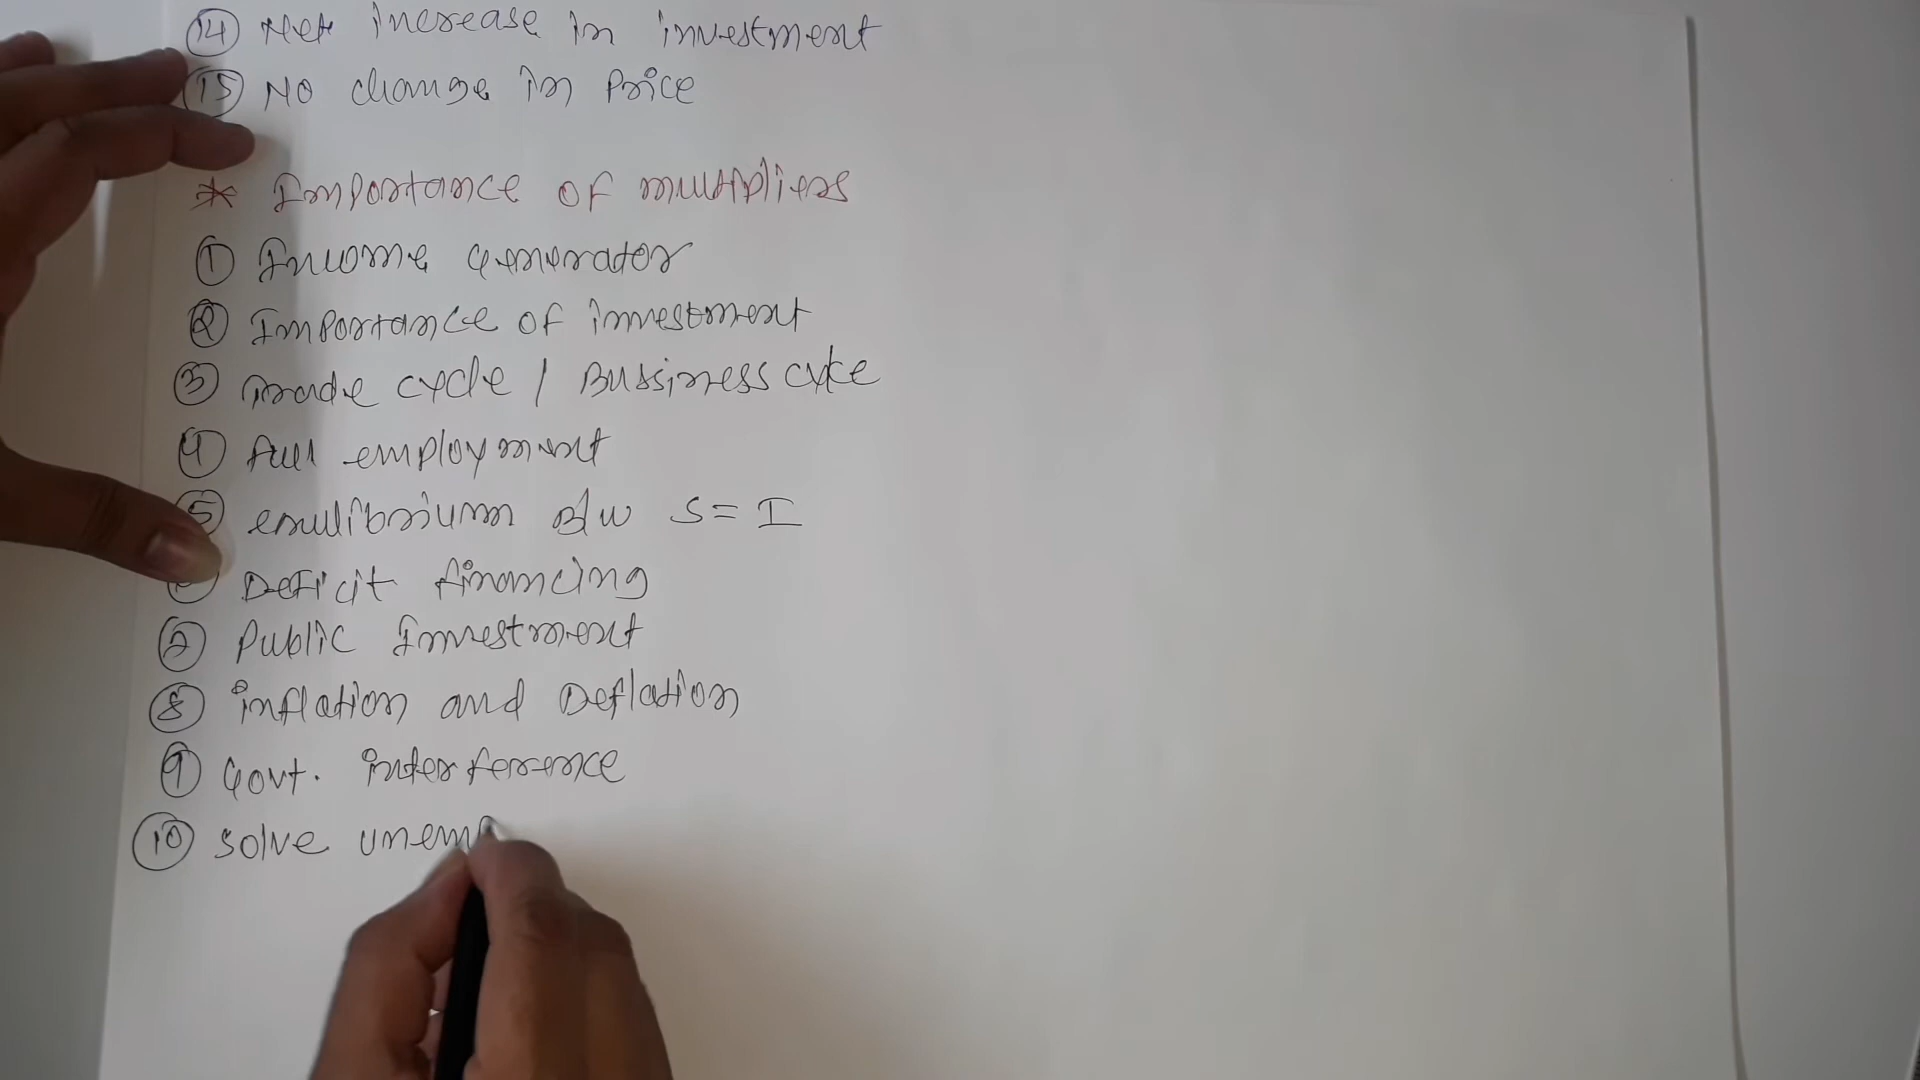 ⑭ Net increase in investment
⑮ No change in Price
* Importance of multipliers
① Income Generator
② Importance of investment
③ Trade cycle / Bussiness cycle
④ full employment
⑤ equilibrium b/w S = I
Deficit financing
⑦ Public Investment
⑧ inflation and Deflation
⑨ Govt. interference
⑩ solve unemp